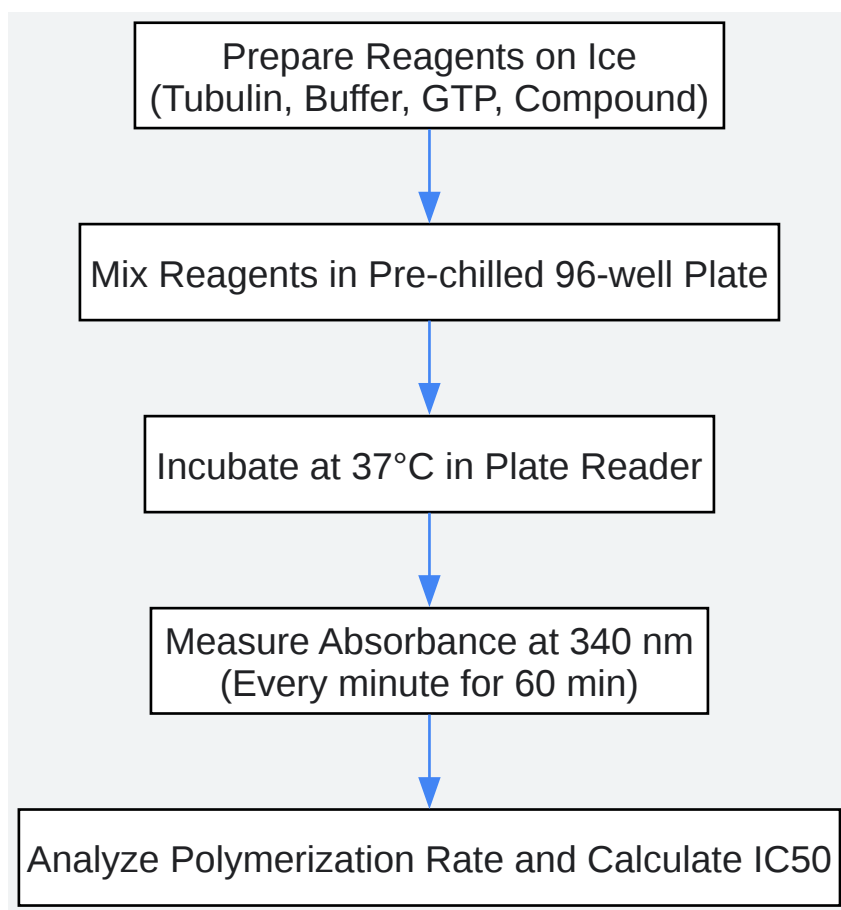 Prepare Reagents on Ice
(Tubulin, Buffer, GTP, Compound)
Mix Reagents in Pre-chilled 96-well Plate
Incubate at 37°C in Plate Reader
Measure Absorbance at 340 nm
(Every minute for 60 min)
Analyze Polymerization Rate and Calculate IC50